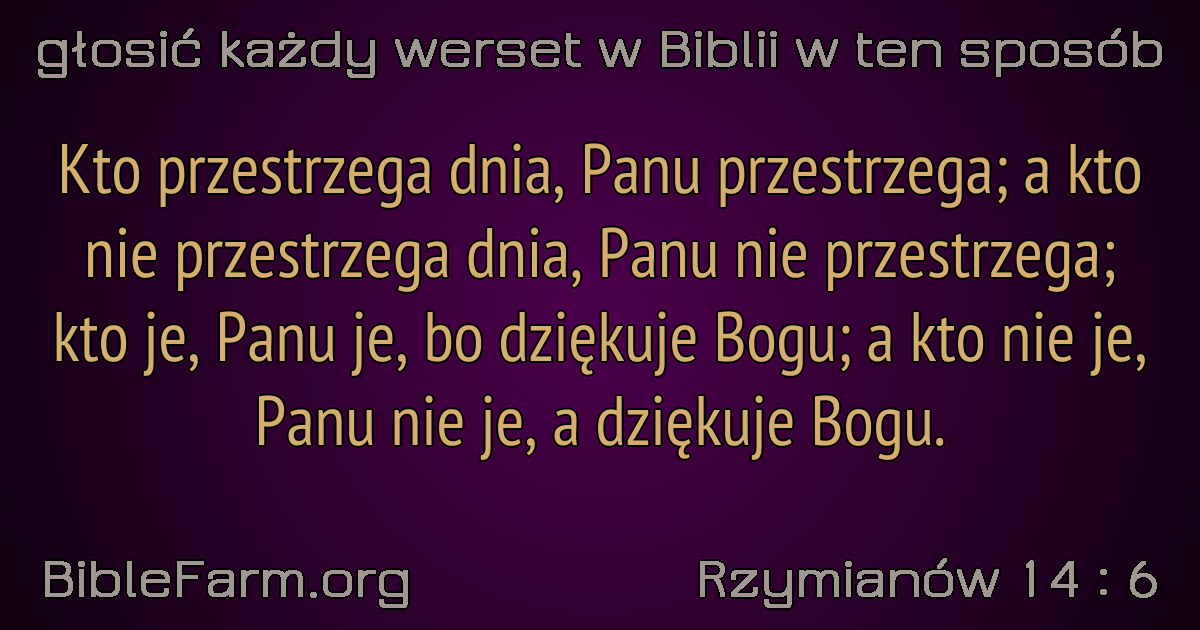 głosić każdy werset w Biblii w ten sposób
Kto przestrzega dnia, Panu przestrzega; a kto
nie przestrzega dnia, Panu nie przestrzega;
kto je, Panu je, bo dziękuje Bogu; a kto nie je,
Panu nie je, a dziękuje Bogu.
BibleFarm.org
Rzymianów 14 : 6